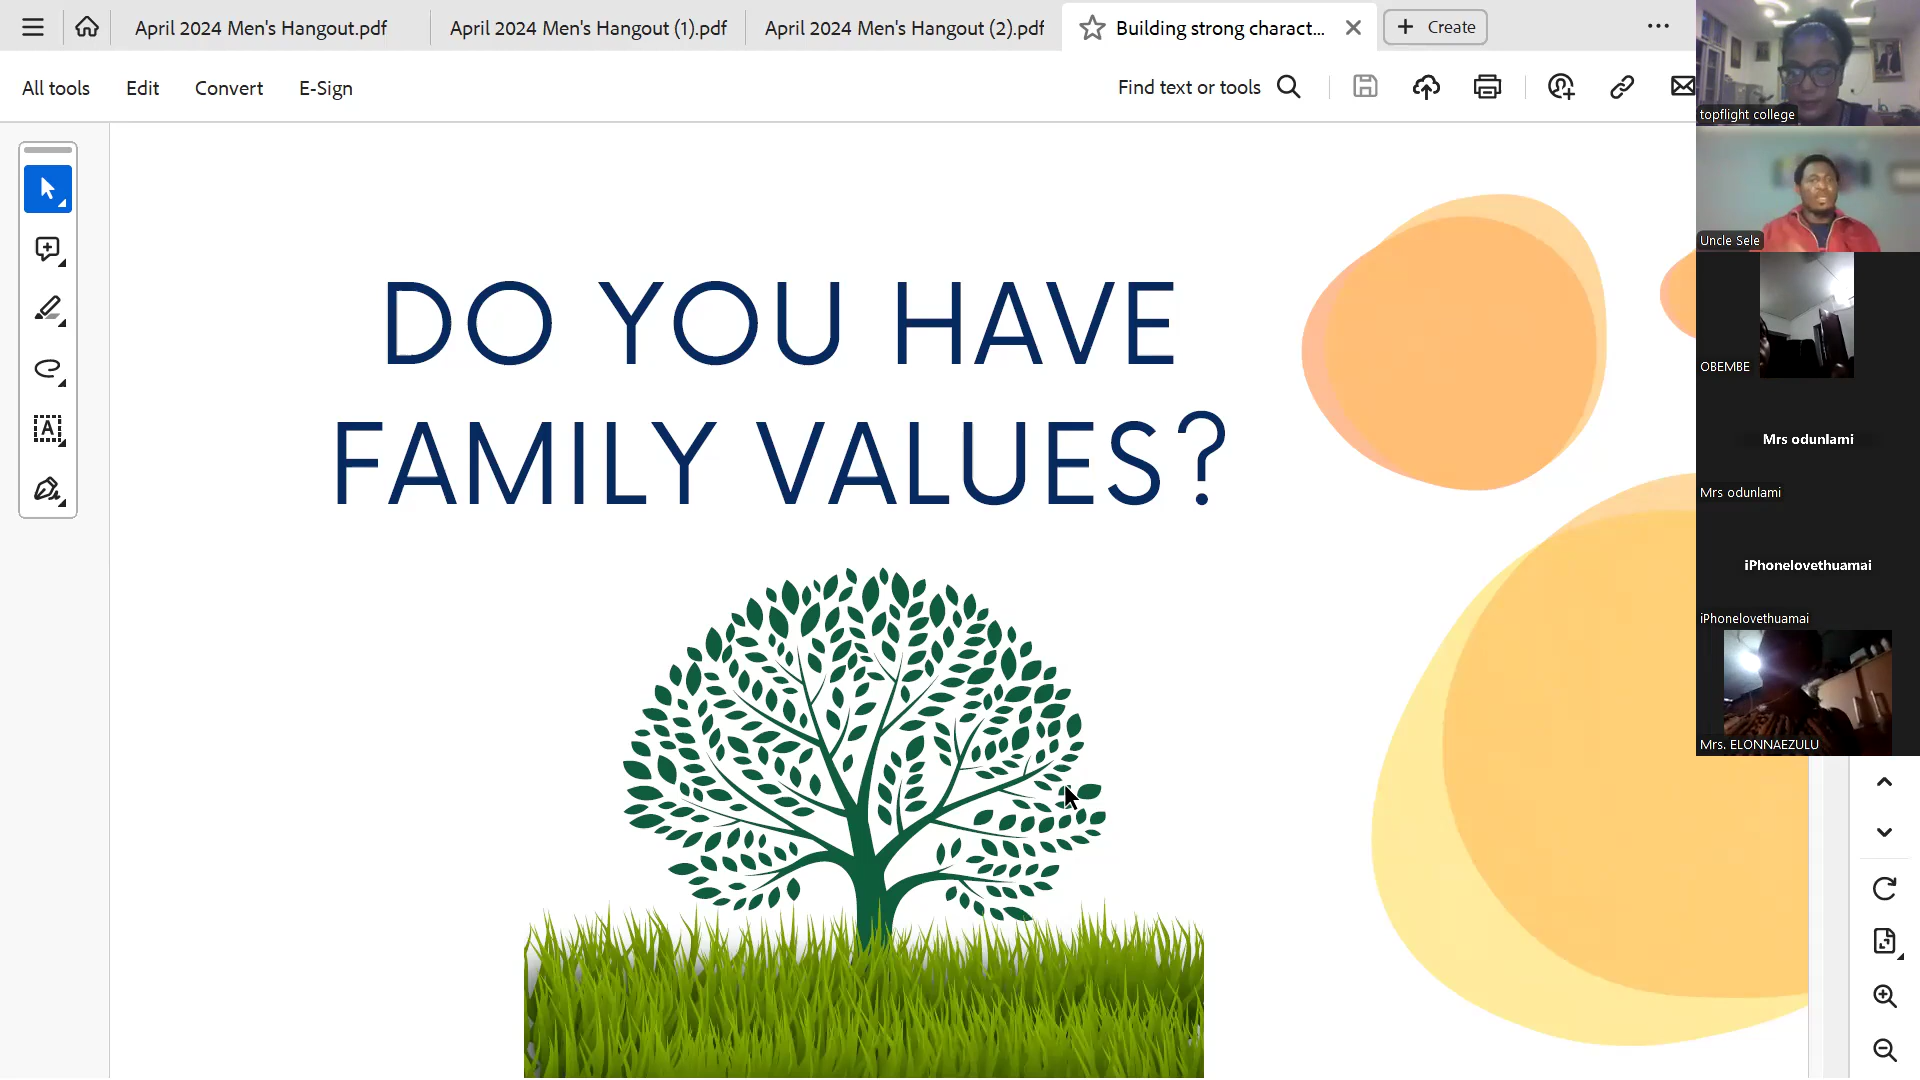 April 2024 Men's Hangout.pdf
April 2024 Men's Hangout (1).pdf
April 2024 Men's Hangout (2).pdf
Building strong charact...
Create
All tools
Edit
Convert
E-Sign
Find text or tools
DO YOU HAVE
FAMILY VALUES?
topflight college
Uncle Sele
OBEMBE
Mrs odunlami
Mrs odunlami
iPhonelovethuamai
iPhonelovethuamai
Mrs. ELONNAEZULU